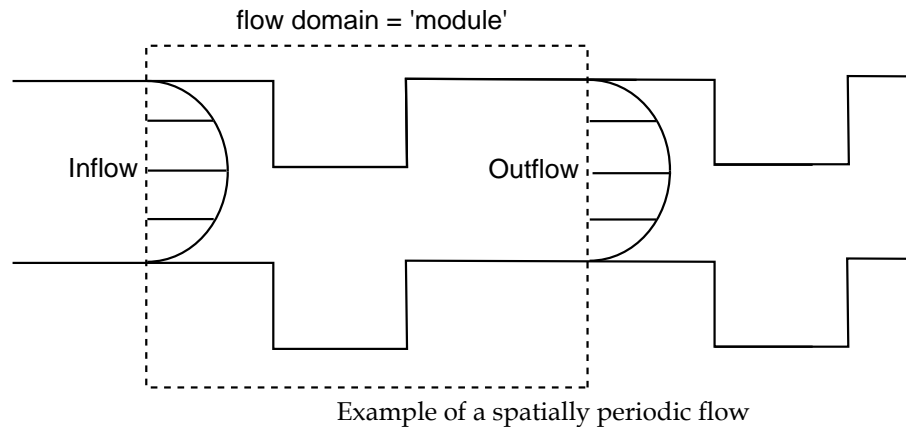 flow domain = 'module'
Inflow
Outflow
Example of a spatially periodic flow